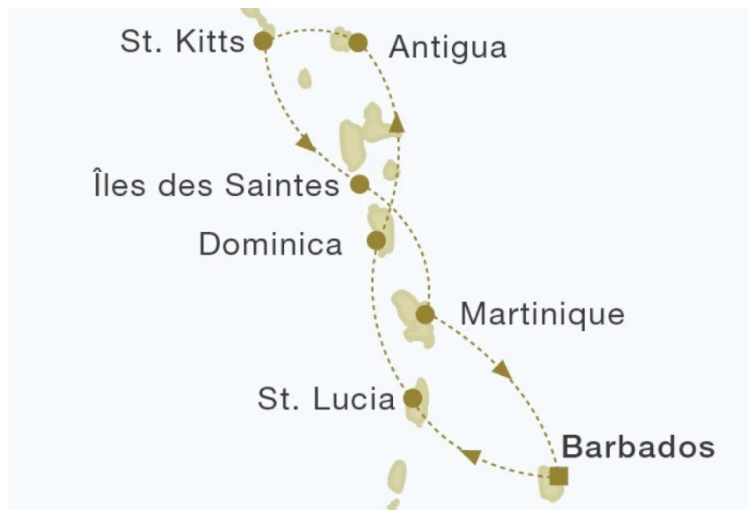 St. Kitts
Antigua
Îles des Saintes
Dominica
Martinique
St. Lucia
Barbados